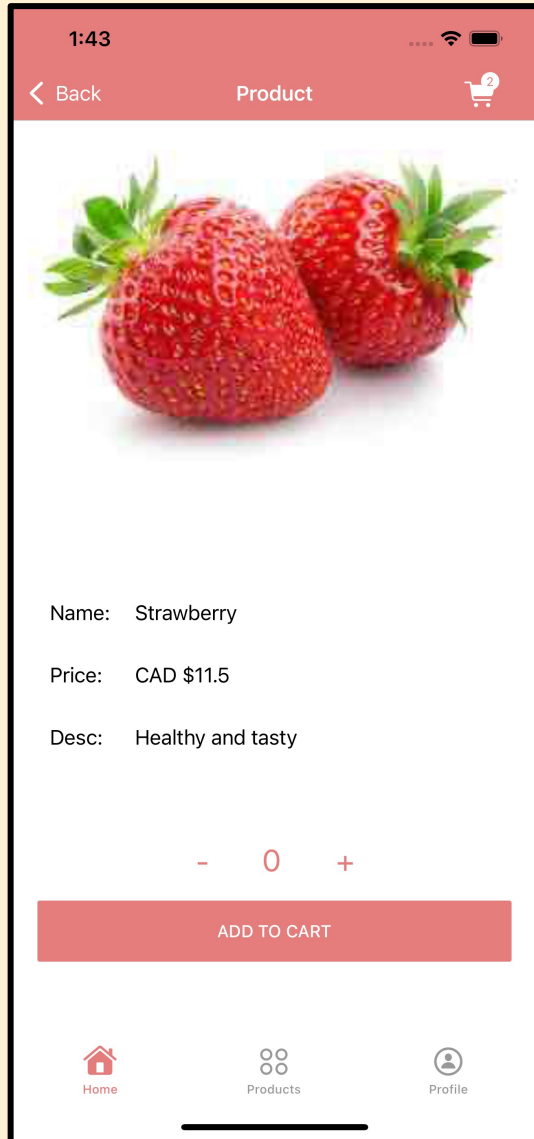 1:43
Back Product 2
Name: Strawberry
Price: CAD $11.5
Desc: Healthy and tasty
- 0 +
ADD TO CART
Home Products Profile